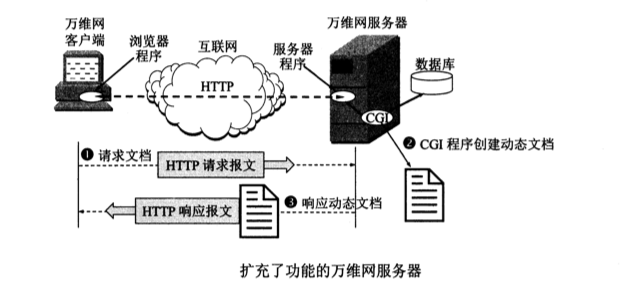 万维网
客户端
浏览器
程序
互联网
HTTP
服务器
程序
万维网服务器
数据库
CGI
❷ CGI 程序创建动态文档
❶ 请求文档
HTTP 请求报文
HTTP 响应报文
❸ 响应动态文档
扩充了功能的万维网服务器